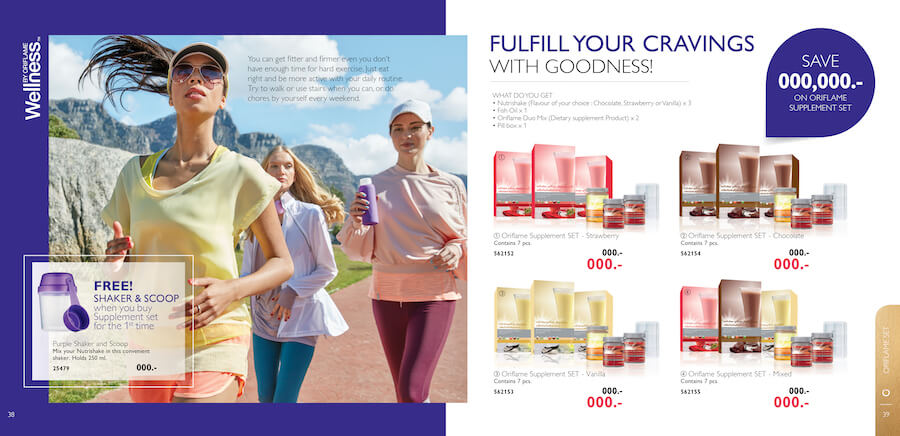 Wellness™
BY ORIFLAME
You can get fitter and firmer even you don't
have enough time for hard exercise. Just eat
right and be more active with your daily routine.
Try to walk or use stairs when you can, or do
chores by yourself every weekend.
FREE!
SHAKER & SCOOP
when you buy
Supplement set
for the 1st time
Purple Shaker and Scoop
Mix your Nutrishake in this convenient
shaker. Holds 250 ml.
25479 000.-
38
FULFILL YOUR CRAVINGS
WITH GOODNESS!
WHAT DO YOU GET
• Nutrishake (Flavour of your choice : Chocolate, Strawberry or Vanilla) x 3
• Fish Oil x 1
• Oriflame Duo Mix (Dietary supplement Product) x 2
• Pill box x 1
SAVE
000,000.-
ON ORIFLAME
SUPPLEMENT SET
①
① Oriflame Supplement SET - Strawberry
Contains 7 pcs.
562152 000.-
000.-
②
② Oriflame Supplement SET - Chocolate
Contains 7 pcs.
562154 000.-
000.-
③
③ Oriflame Supplement SET - Vanilla
Contains 7 pcs.
562153 000.-
000.-
④
④ Oriflame Supplement SET - Mixed
Contains 7 pcs.
562155 000.-
000.-
ORIFLAME SET
39